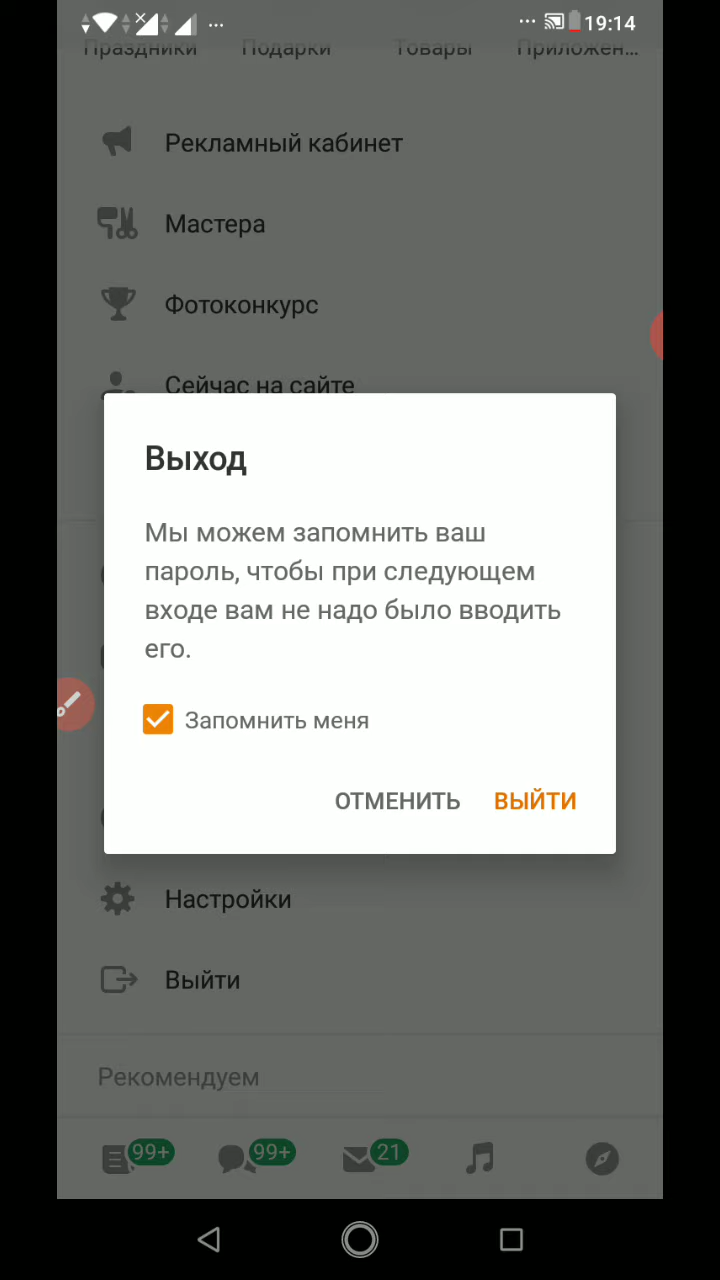 19:14
Праздники Подарки Товары Приложен...
Рекламный кабинет
Мастера
Фотоконкурс
Сейчас на сайте
Выход
Мы можем запомнить ваш
пароль, чтобы при следующем
входе вам не надо было вводить
его.
Запомнить меня
ОТМЕНИТЬ ВЫЙТИ
Настройки
Выйти
Рекомендуем
99+ 99+ 21